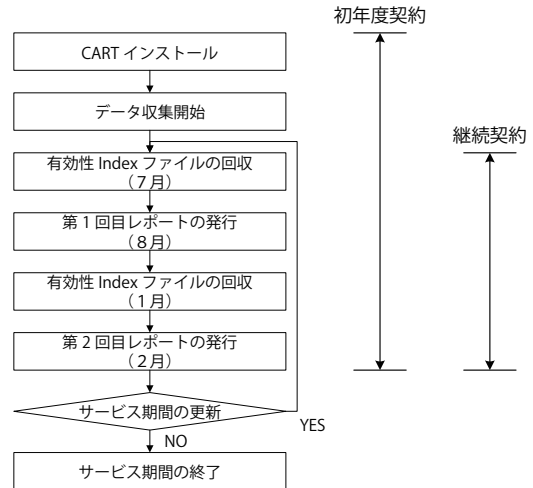 初年度契約
CART インストール
データ収集開始
継続契約
有効性 Index ファイルの回収
（７月）
第 1 回目レポートの発行
（８月）
有効性 Index ファイルの回収
（１月）
第 2 回目レポートの発行
（２月）
サービス期間の更新
YES
NO
サービス期間の終了